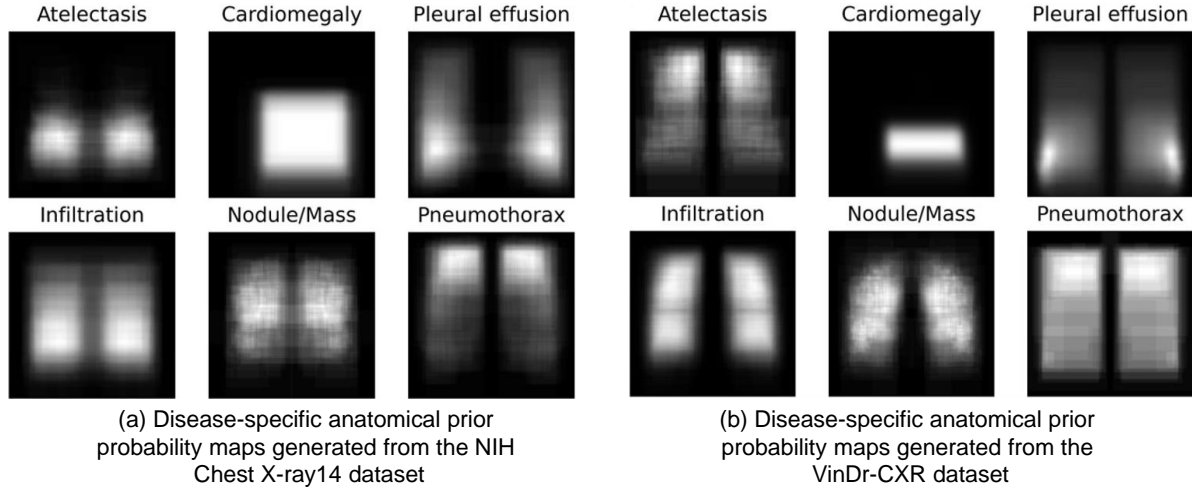 Atelectasis Cardiomegaly Pleural effusion
Infiltration Nodule/Mass Pneumothorax
(a) Disease-specific anatomical prior
probability maps generated from the NIH
Chest X-ray14 dataset
Atelectasis Cardiomegaly Pleural effusion
Infiltration Nodule/Mass Pneumothorax
(b) Disease-specific anatomical prior
probability maps generated from the
VinDr-CXR dataset